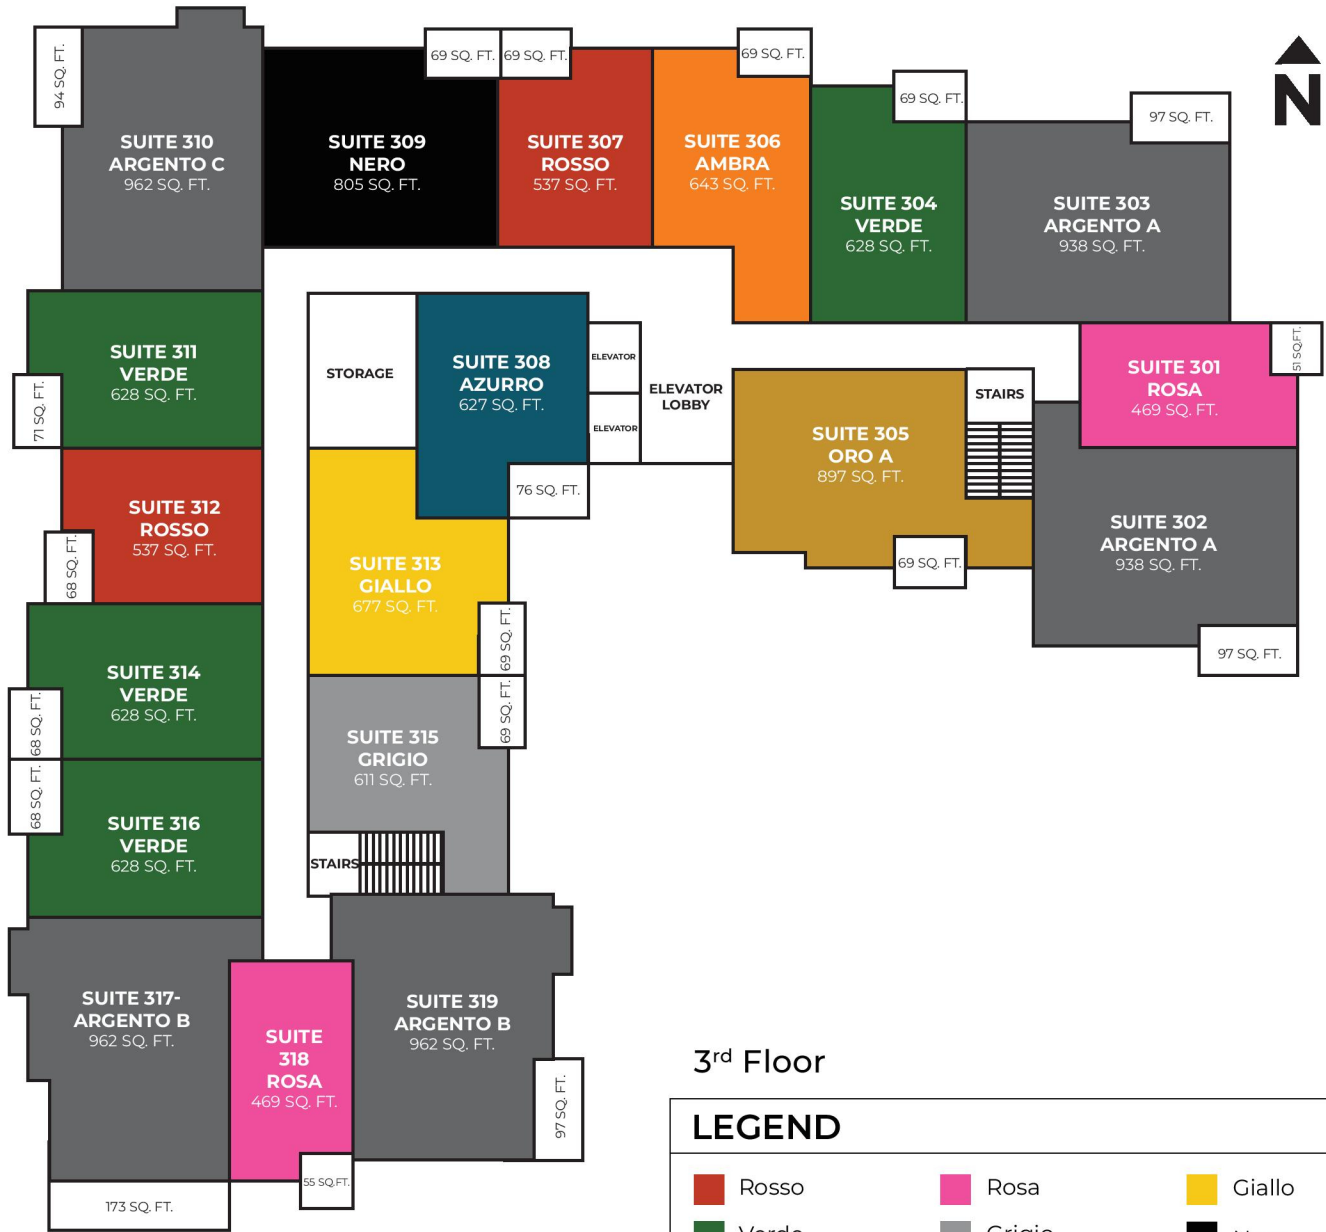 94 SQ. FT.
69 SQ. FT.
69 SQ. FT.
69 SQ. FT.
69 SQ. FT.
97 SQ. FT.
N
SUITE 310
ARGENTO C
962 SQ. FT.
SUITE 309
NERO
805 SQ. FT.
SUITE 307
ROSSO
537 SQ. FT.
SUITE 306
AMBRA
643 SQ. FT.
SUITE 304
VERDE
628 SQ. FT.
SUITE 303
ARGENTO A
938 SQ. FT.
SUITE 311
VERDE
628 SQ. FT.
71 SQ. FT.
STORAGE
SUITE 308
AZURRO
627 SQ. FT.
ELEVATOR
ELEVATOR
ELEVATOR
LOBBY
76 SQ. FT.
SUITE 305
ORO A
897 SQ. FT.
69 SQ. FT.
STAIRS
SUITE 301
ROSA
469 SQ. FT.
51 SQ.FT.
SUITE 302
ARGENTO A
938 SQ. FT.
97 SQ. FT.
SUITE 312
ROSSO
537 SQ. FT.
68 SQ. FT.
SUITE 313
GIALLO
677 SQ. FT.
69 SQ. FT.
69 SQ. FT.
SUITE 314
VERDE
628 SQ. FT.
68 SQ. FT.
68 SQ. FT.
SUITE 315
GRIGIO
611 SQ. FT.
SUITE 316
VERDE
628 SQ. FT.
STAIRS
SUITE 317-
ARGENTO B
962 SQ. FT.
SUITE
318
ROSA
469 SQ. FT.
SUITE 319
ARGENTO B
962 SQ. FT.
97 SQ. FT.
55 SQ.FT.
173 SQ. FT.
3rd Floor
LEGEND
Rosso
Rosa
Giallo
Verde
Grigio